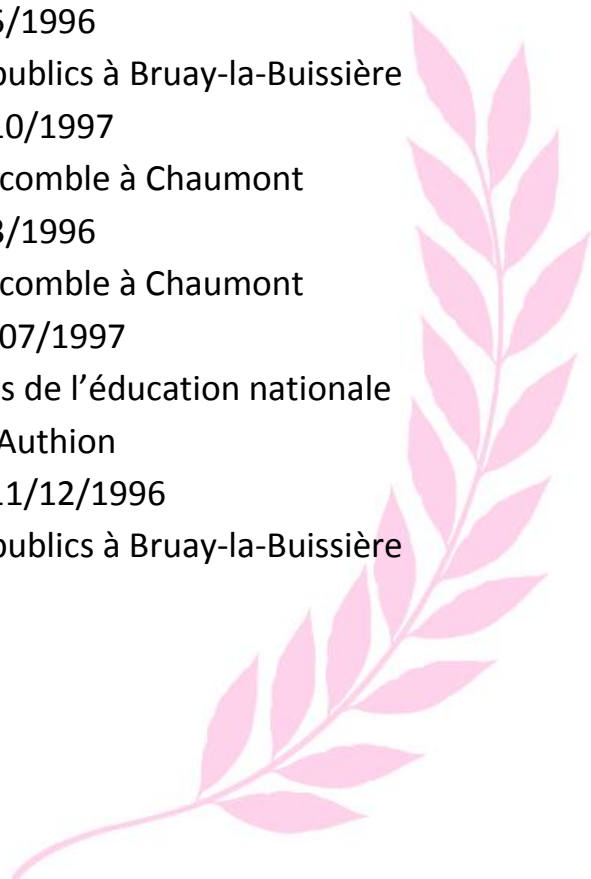 5/1996
publics à Bruay-la-Buissière
10/1997
comble à Chaumont
3/1996
comble à Chaumont
07/1997
s de l’éducation nationale
Authion
11/12/1996
publics à Bruay-la-Buissière